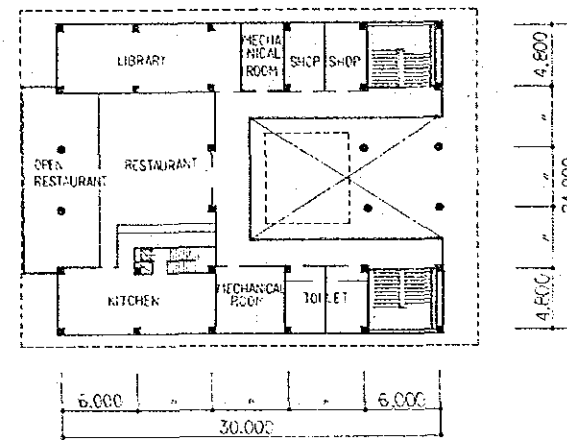 LIBRARY
MECHA
NICAL
ROOM
SHOP
SHOP
OPEN
RESTAURANT
RESTAURANT
KITCHEN
MECHANICAL
ROOM
TOILET
4,800
"
"
"
4,800
24,000
6,000
"
"
"
6,000
30,000